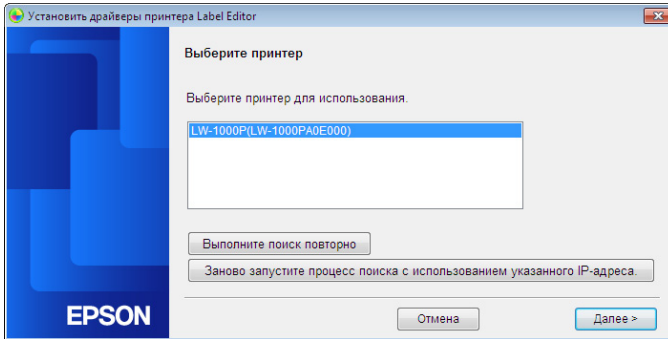 Установить драйверы принтера Label Editor
Выберите принтер
Выберите принтер для использования.
LW-1000P(LW-1000PA0E000)
Выполните поиск повторно
Заново запустите процесс поиска с использованием указанного IP-адреса.
EPSON
Отмена
Далее >